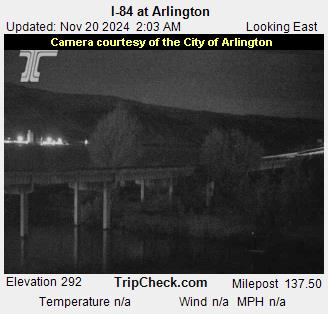 I-84 at Arlington
Updated: Nov 20 2024 2:03 AM Looking East
Camera courtesy of the City of Arlington
Elevation 292 TripCheck.com Milepost 137.50
Temperature n/a Wind n/a MPH n/a